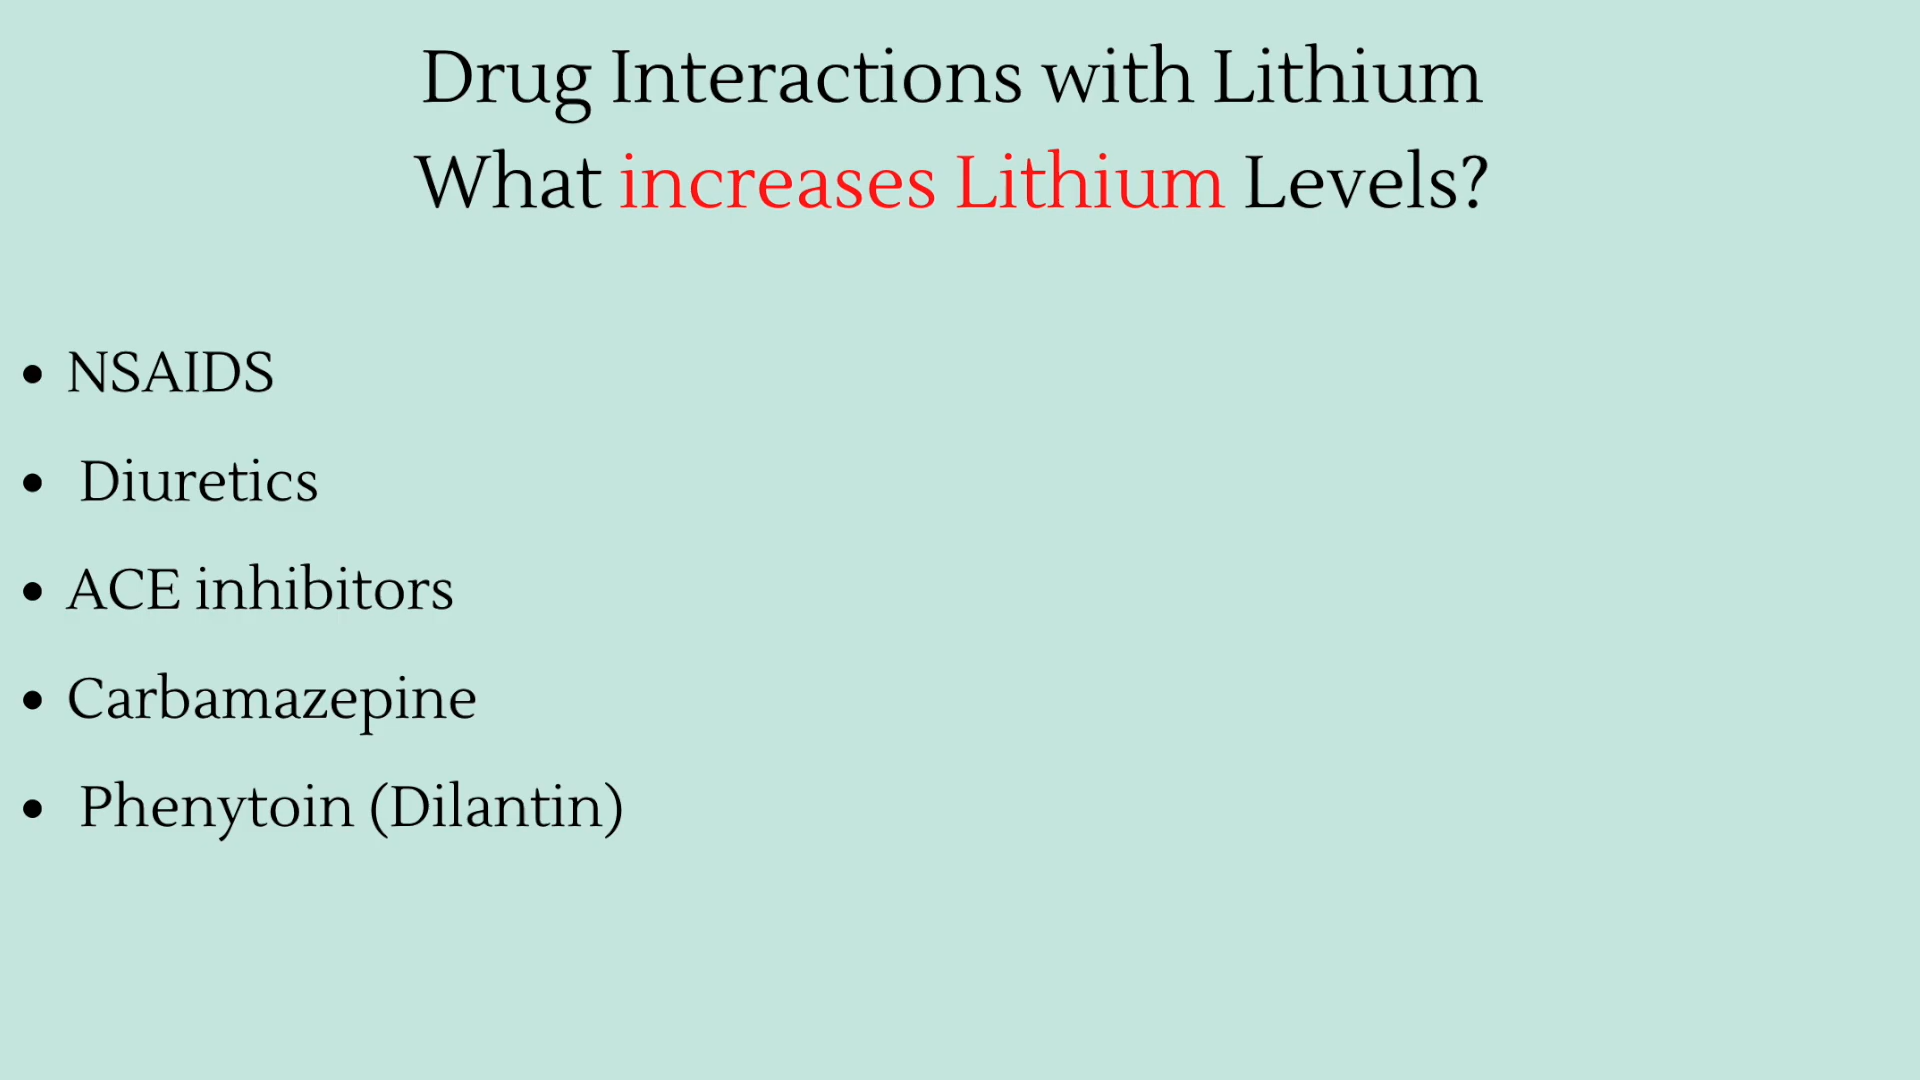 Drug Interactions with Lithium
What increases Lithium Levels?
• NSAIDS
• Diuretics
• ACE inhibitors
• Carbamazepine
• Phenytoin (Dilantin)